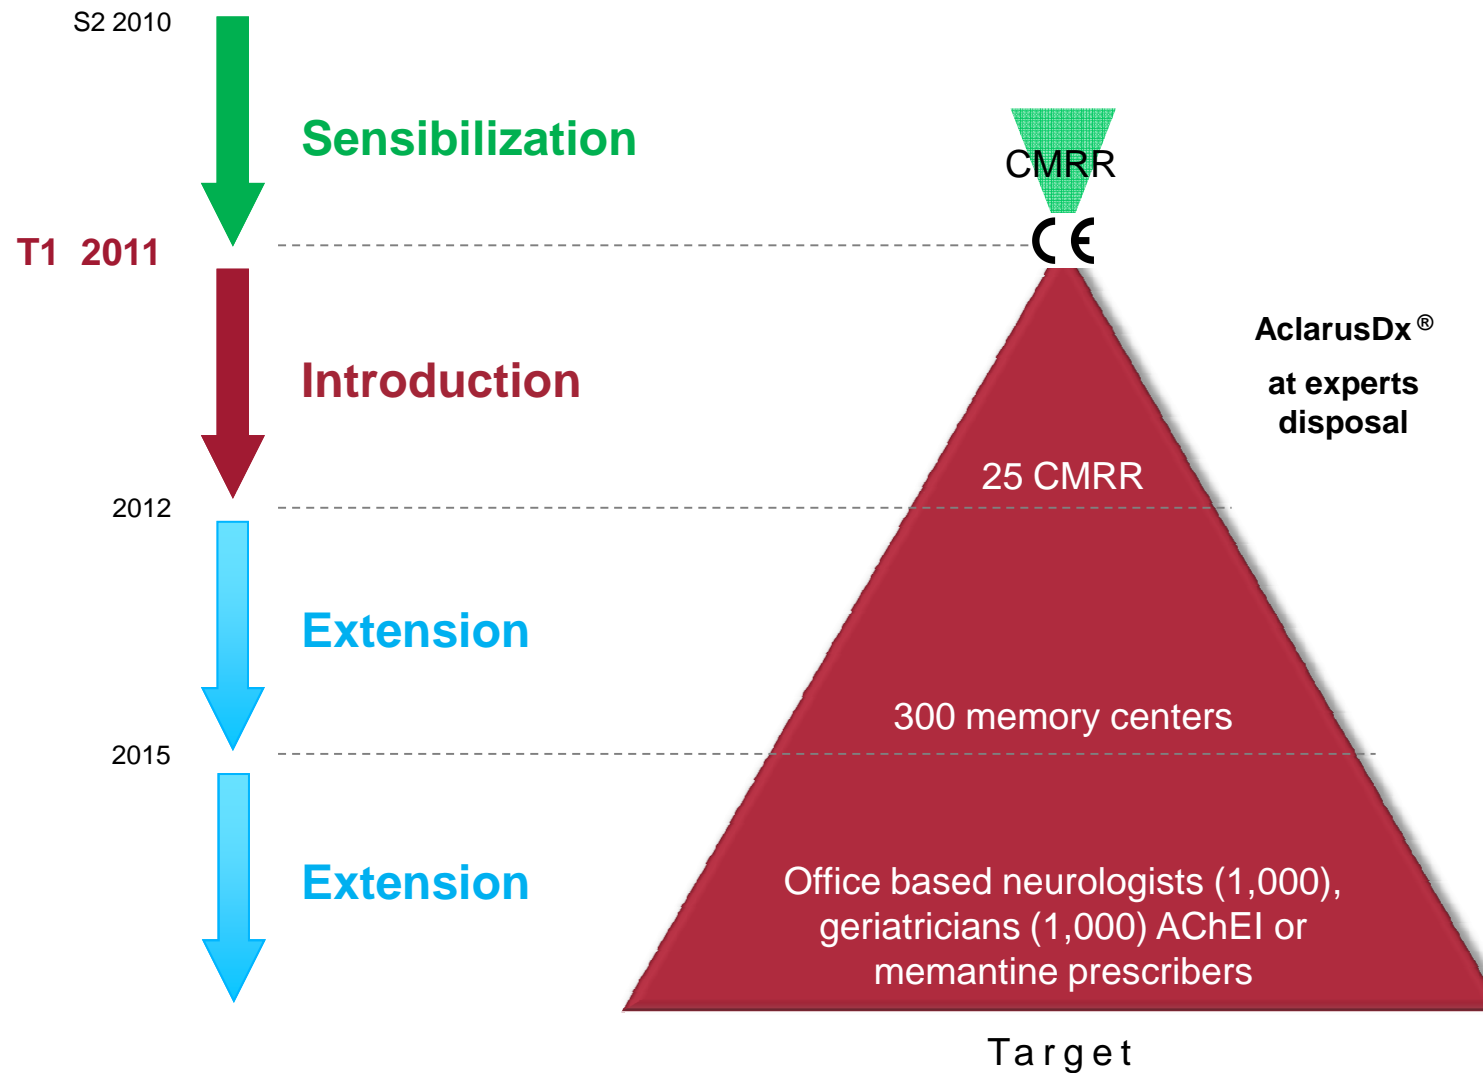 S2 2010
Sensibilization
CMRR
CE
T1 2011
AclarusDx®
at experts
disposal
Introduction
25 CMRR
2012
Extension
300 memory centers
2015
Extension
Office based neurologists (1,000),
geriatricians (1,000) AChEI or
memantine prescribers
Target